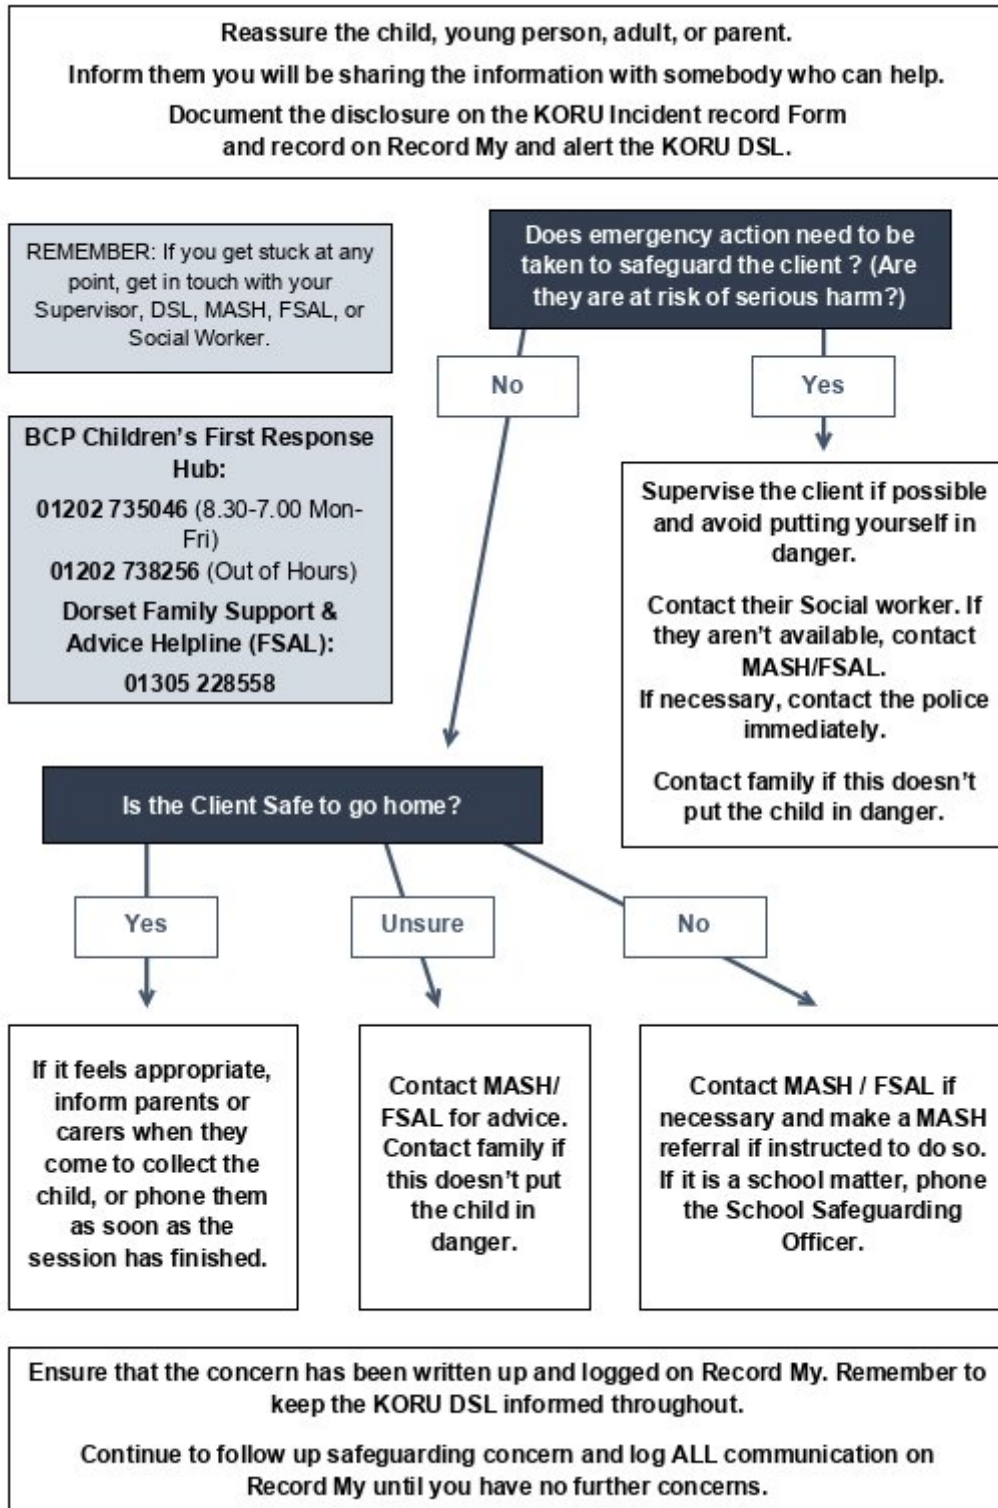 Reassure the child, young person, adult, or parent.
Inform them you will be sharing the information with somebody who can help.
Document the disclosure on the KORU Incident record Form
and record on Record My and alert the KORU DSL.
REMEMBER: If you get stuck at any
point, get in touch with your
Supervisor, DSL, MASH, FSAL, or
Social Worker.
Does emergency action need to be
taken to safeguard the client ? (Are
they are at risk of serious harm?)
No
Yes
BCP Children's First Response
Hub:
01202 735046 (8.30-7.00 Mon-
Fri)
01202 738256 (Out of Hours)
Dorset Family Support &
Advice Helpline (FSAL):
01305 228558
Supervise the client if possible
and avoid putting yourself in
danger.
Contact their Social worker. If
they aren't available, contact
MASH/FSAL.
If necessary, contact the police
immediately.
Contact family if this doesn't
put the child in danger.
Is the Client Safe to go home?
Yes
Unsure
No
If it feels appropriate,
inform parents or
carers when they
come to collect the
child, or phone them
as soon as the
session has finished.
Contact MASH/
FSAL for advice.
Contact family if
this doesn't put
the child in
danger.
Contact MASH / FSAL if
necessary and make a MASH
referral if instructed to do so.
If it is a school matter, phone
the School Safeguarding
Officer.
Ensure that the concern has been written up and logged on Record My. Remember to
keep the KORU DSL informed throughout.
Continue to follow up safeguarding concern and log ALL communication on
Record My until you have no further concerns.